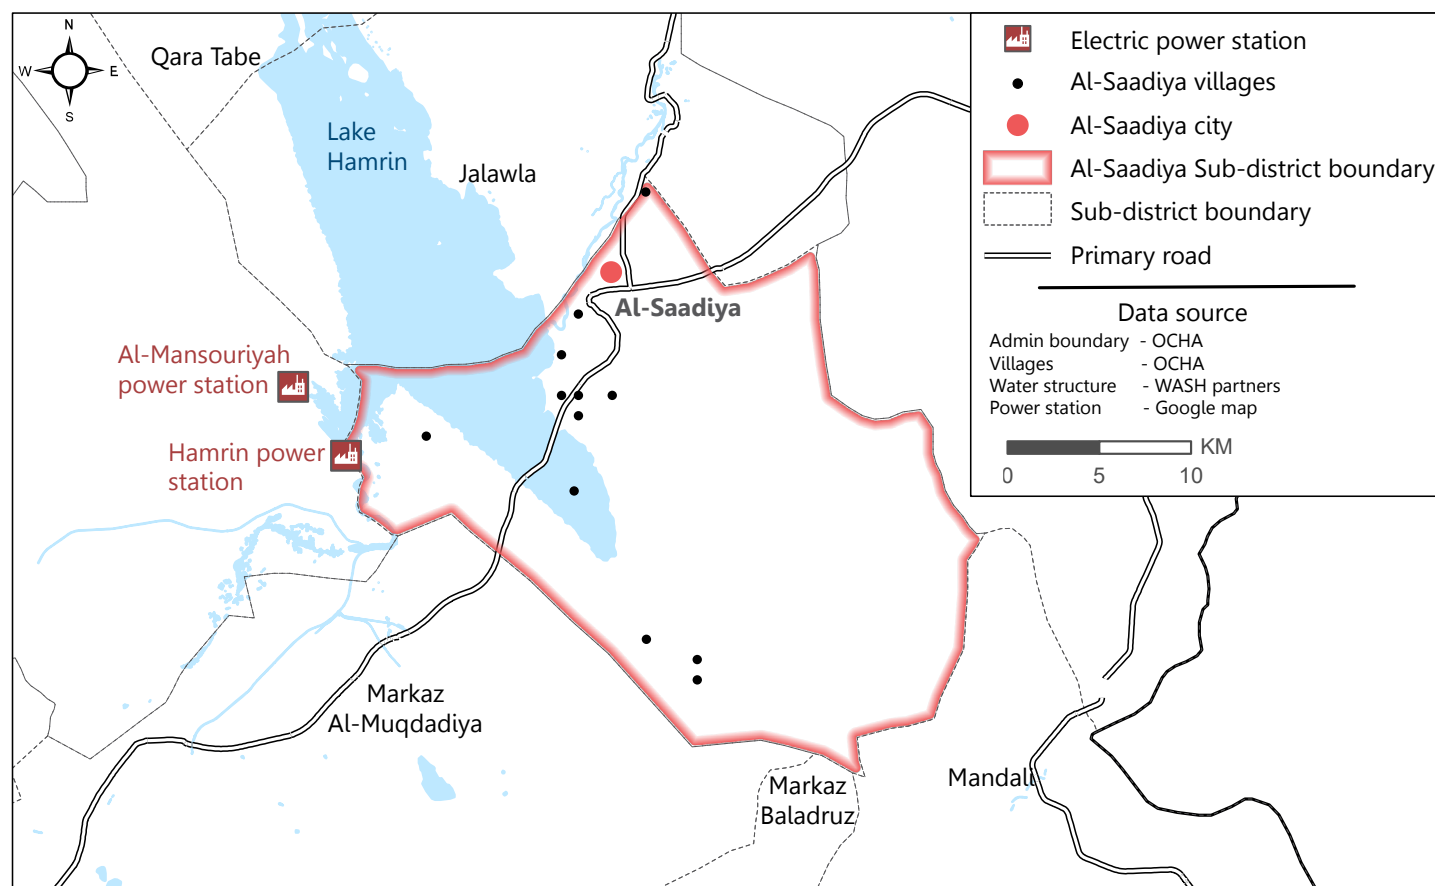 N
W
E
S
Qara Tabe
Lake
Hamrin
Jalawla
Al-Saadiya
Al-Mansouriyah
power station
Hamrin power
station
Markaz
Al-Muqdadiya
Markaz
Baladruz
Mandali
Electric power station
Al-Saadiya villages
Al-Saadiya city
Al-Saadiya Sub-district boundary
Sub-district boundary
Primary road
Data source
Admin boundary - OCHA
Villages - OCHA
Water structure - WASH partners
Power station - Google map
KM
0 5 10